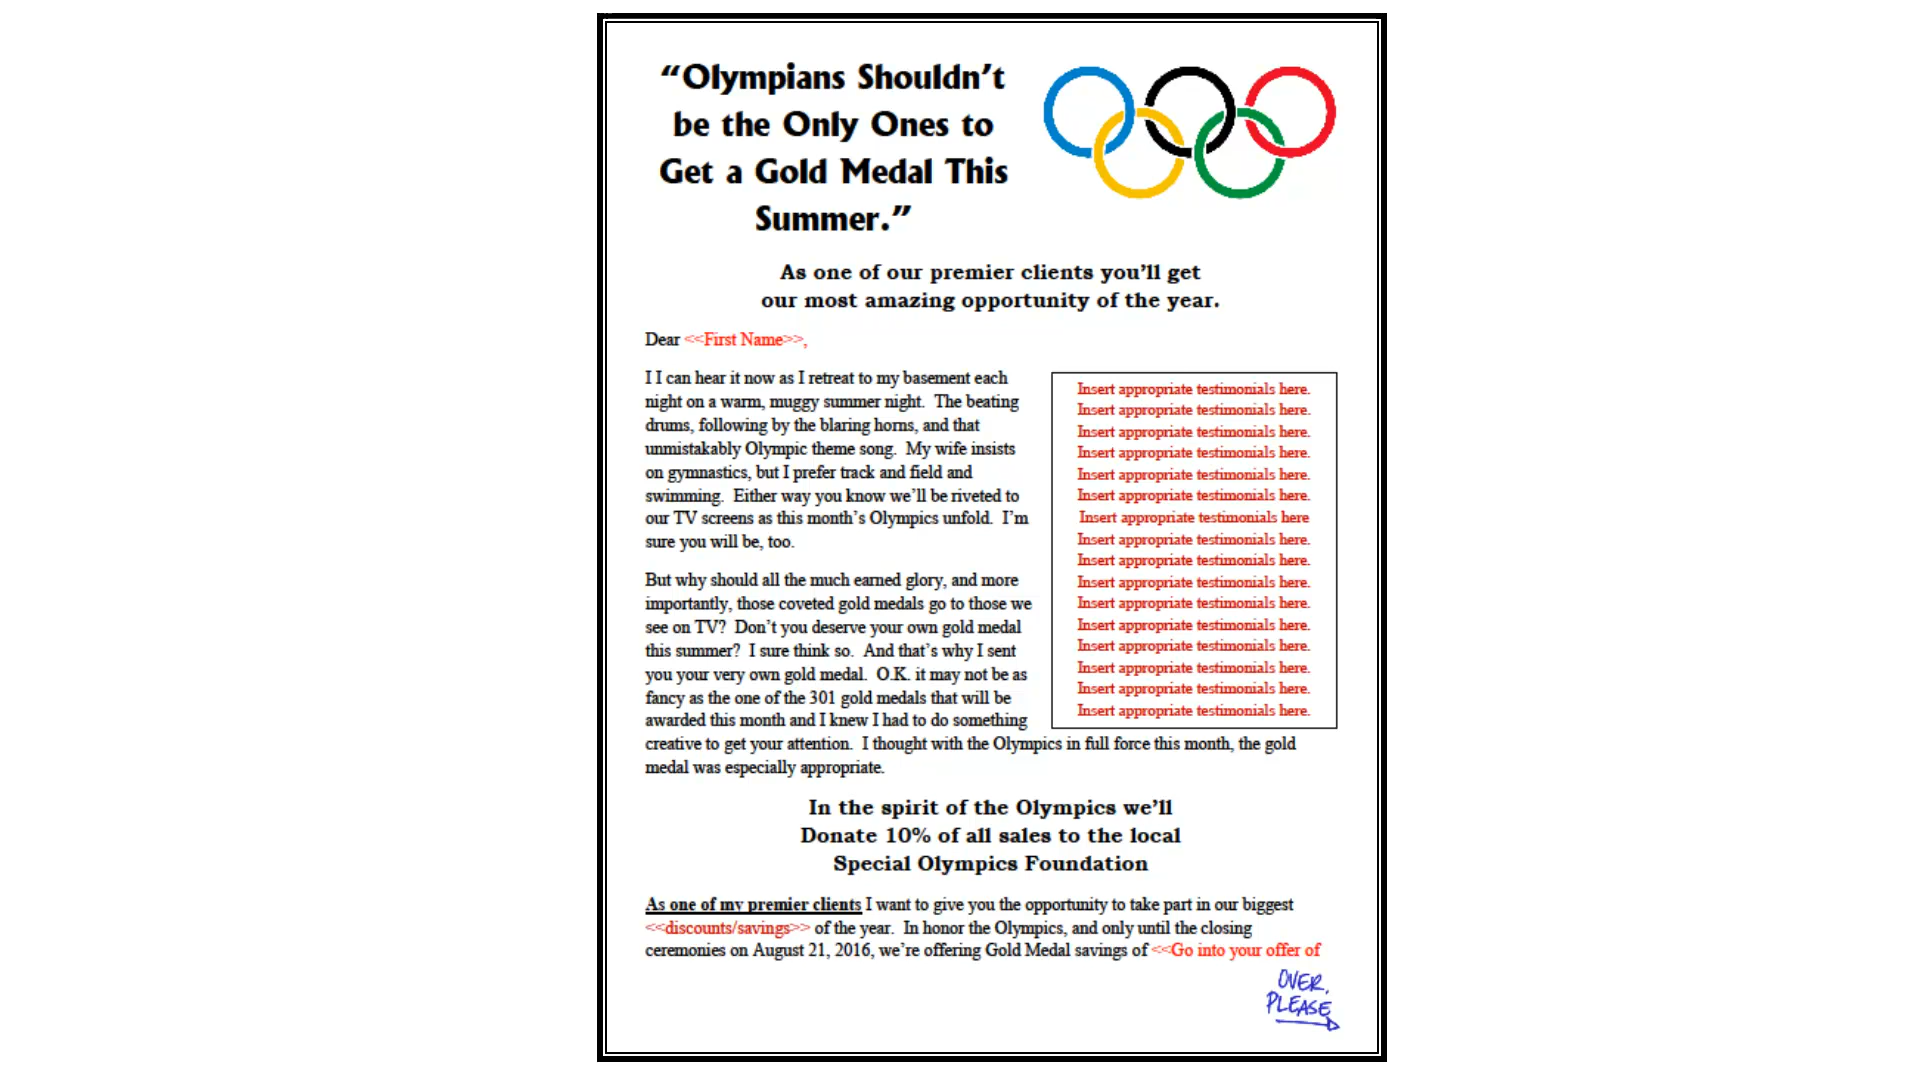 “Olympians Shouldn’t
be the Only Ones to
Get a Gold Medal This
Summer.”
As one of our premier clients you’ll get
our most amazing opportunity of the year.
Dear <<First Name>>,
I I can hear it now as I retreat to my basement each
night on a warm, muggy summer night.  The beating
drums, following by the blaring horns, and that
unmistakably Olympic theme song.  My wife insists
on gymnastics, but I prefer track and field and
swimming.  Either way you know we’ll be riveted to
our TV screens as this month’s Olympics unfold.  I’m
sure you will be, too.
But why should all the much earned glory, and more
importantly, those coveted gold medals go to those we
see on TV?  Don’t you deserve your own gold medal
this summer?  I sure think so.  And that’s why I sent
you your very own gold medal.  O.K. it may not be as
fancy as the one of the 301 gold medals that will be
awarded this month and I knew I had to do something
creative to get your attention.  I thought with the Olympics in full force this month, the gold
medal was especially appropriate.
Insert appropriate testimonials here.
Insert appropriate testimonials here.
Insert appropriate testimonials here.
Insert appropriate testimonials here.
Insert appropriate testimonials here.
Insert appropriate testimonials here.
Insert appropriate testimonials here
Insert appropriate testimonials here.
Insert appropriate testimonials here.
Insert appropriate testimonials here.
Insert appropriate testimonials here.
Insert appropriate testimonials here.
Insert appropriate testimonials here.
Insert appropriate testimonials here.
Insert appropriate testimonials here.
Insert appropriate testimonials here.
In the spirit of the Olympics we’ll
Donate 10% of all sales to the local
Special Olympics Foundation
As one of my premier clients I want to give you the opportunity to take part in our biggest
<<discounts/savings>> of the year.  In honor the Olympics, and only until the closing
ceremonies on August 21, 2016, we’re offering Gold Medal savings of <<Go into your offer of
OVER,
PLEASE